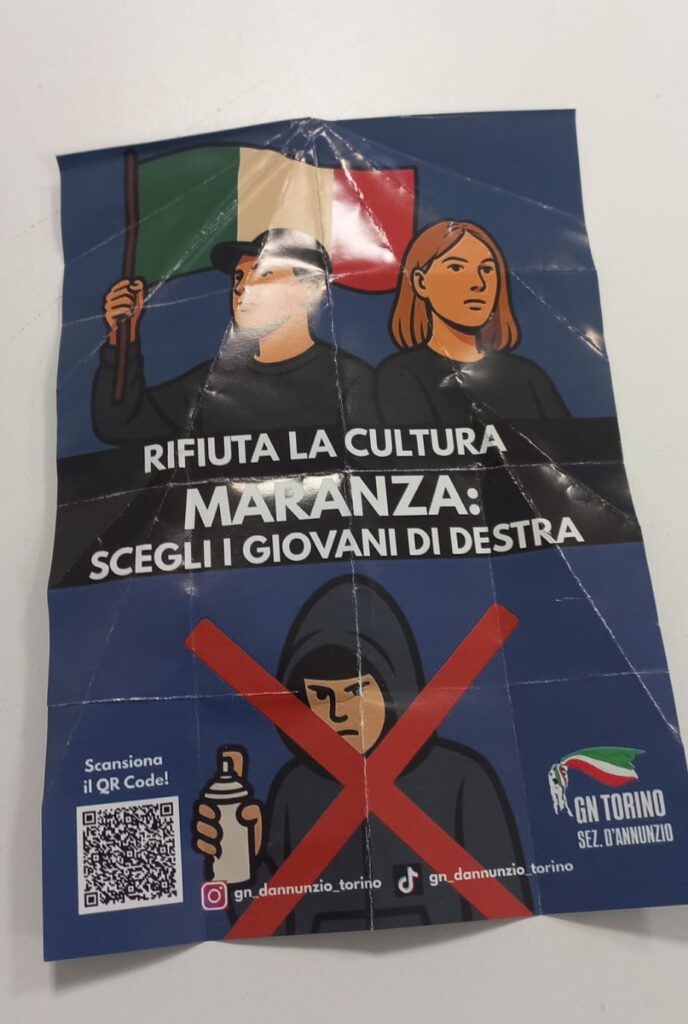 RIFIUTA LA CULTURA
MARANZA:
SCEGLI I GIOVANI DI DESTRA
Scansiona
il QR Code!
GN TORINO
SEZ. D'ANNUNZIO
gn_dannunzio_torino
gn_dannunzio_torino